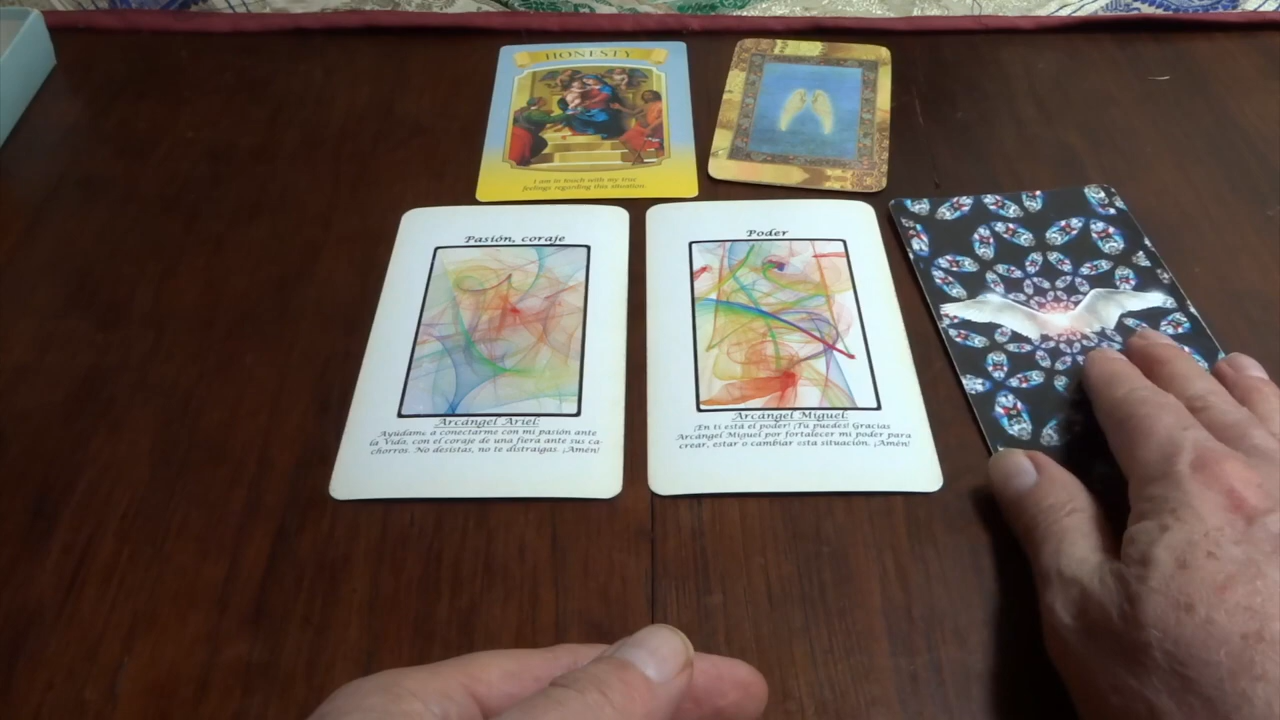 HONESTY
I am in touch with my true
feelings regarding this situation.
Pasión, coraje
Arcángel Ariel:
Ayúdame a conectarme con mi pasión ante
la Vida, con el coraje de una fiera ante sus ca-
chorros. No desistas, no te distraigas. ¡Amén!
Poder
Arcángel Miguel:
¡En ti está el poder! ¡Tú puedes! Gracias
Arcángel Miguel por fortalecer mi poder para
crear, estar o cambiar esta situación. ¡Amén!